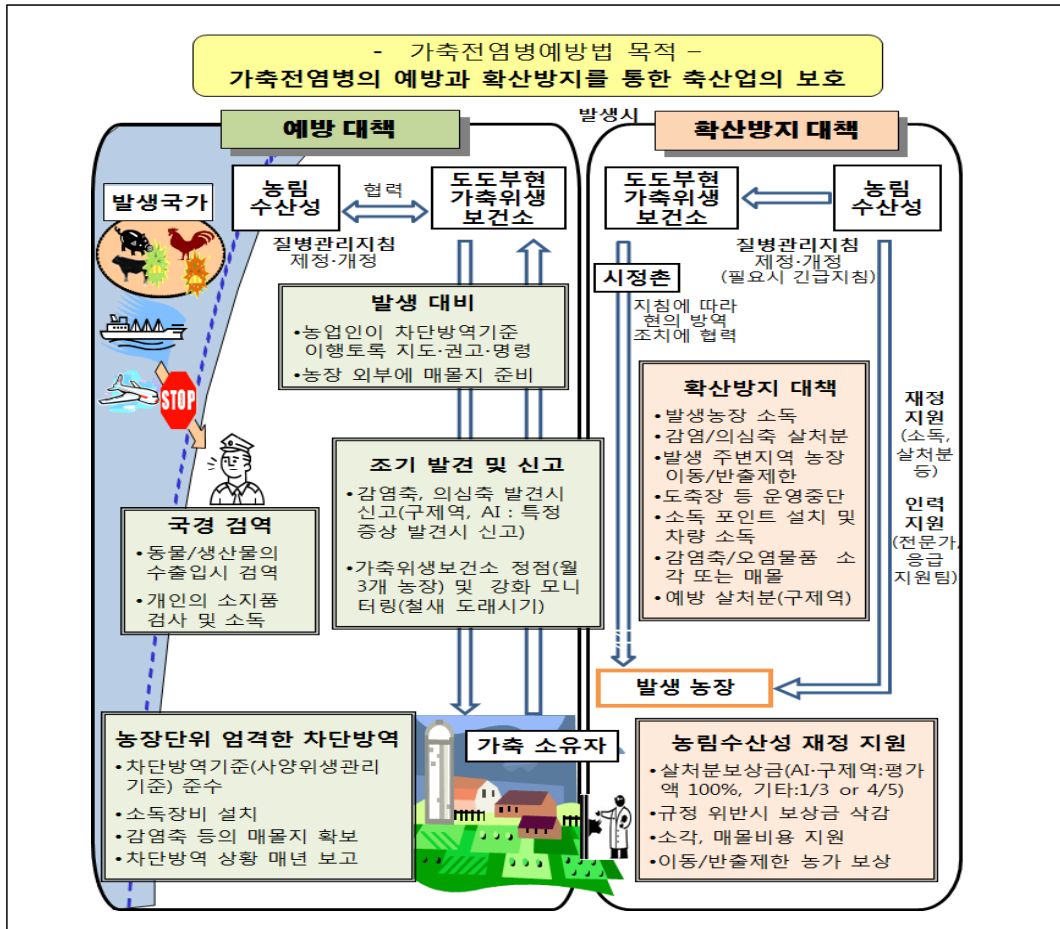 - 가축전염병예방법 목적 –
가축전염병의 예방과 확산방지를 통한 축산업의 보호
발생시
예방 대책
농림
수산성
협력
도도부현
가축위생
보건소
발생국가
질병관리지침
제정·개정
발생 대비
•농업인이 차단방역기준
이행토록 지도·권고·명령
•농장 외부에 매몰지 준비
STOP
조기 발견 및 신고
•감염축, 의심축 발견시
신고(구제역, AI : 특정
증상 발견시 신고)
•가축위생보건소 정점(월
3개 농장) 및 강화 모니
터링(철새 도래시기)
국경 검역
•동물/생산물의
수출입시 검역
•개인의 소지품
검사 및 소독
농장단위 엄격한 차단방역
•차단방역기준(사양위생관리
기준) 준수
•소독장비 설치
•감염축 등의 매몰지 확보
•차단방역 상황 매년 보고
가축 소유자
확산방지 대책
도도부현
가축위생
보건소
농림
수산성
질병관리지침
제정·개정
(필요시 긴급지침)
시정촌
지침에 따라
현의 방역
조치에 협력
확산방지 대책
•발생농장 소독
•감염/의심축 살처분
•발생 주변지역 농장
이동/반출제한
•도축장 등 운영중단
•소독 포인트 설치 및
차량 소독
•감염축/오염물품 소
각 또는 매몰
•예방 살처분(구제역)
재정
지원
(소독,
살처분
등)
인력
지원
(전문가,
응급
지원팀)
발생 농장
농림수산성 재정 지원
•살처분보상금(AI·구제역:평가
액 100%, 기타:1/3 or 4/5)
•규정 위반시 보상금 삭감
•소각, 매몰비용 지원
•이동/반출제한 농가 보상